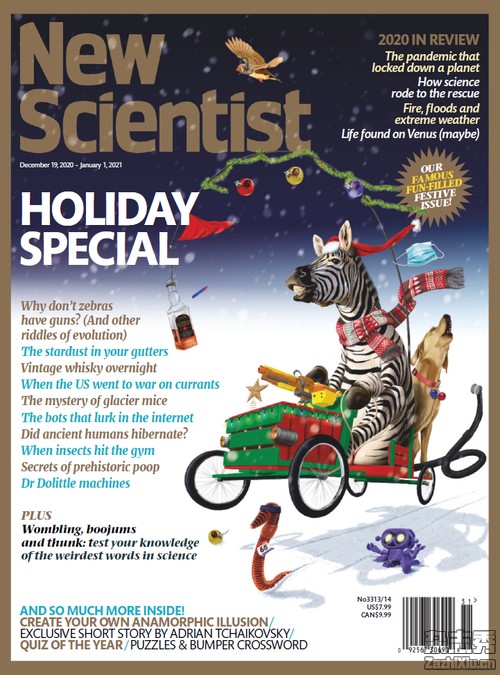 New
Scientist
December 19, 2020 – January 1, 2021
2020 IN REVIEW
The pandemic that
locked down a planet
How science
rode to the rescue
Fire, floods and
extreme weather
Life found on Venus (maybe)
OUR
FAMOUS
FUN-FILLED
FESTIVE
ISSUE!
HOLIDAY
SPECIAL
Why don't zebras
have guns? (And other
riddles of evolution)
The stardust in your gutters
Vintage whisky overnight
When the US went to war on currants
The mystery of glacier mice
The bots that lurk in the internet
Did ancient humans hibernate?
When insects hit the gym
Secrets of prehistoric poop
Dr Dolittle machines
PLUS
Wombling, boojums
and thunk: test your knowledge
of the weirdest words in science
66
AND SO MUCH MORE INSIDE!
CREATE YOUR OWN ANAMORPHIC ILLUSION/
EXCLUSIVE SHORT STORY BY ADRIAN TCHAIKOVSKY/
QUIZ OF THE YEAR/PUZZLES & BUMPER CROSSWORD
No3313/14
US$7.99
CAN$9.99
51
ZazhiXiu.cn